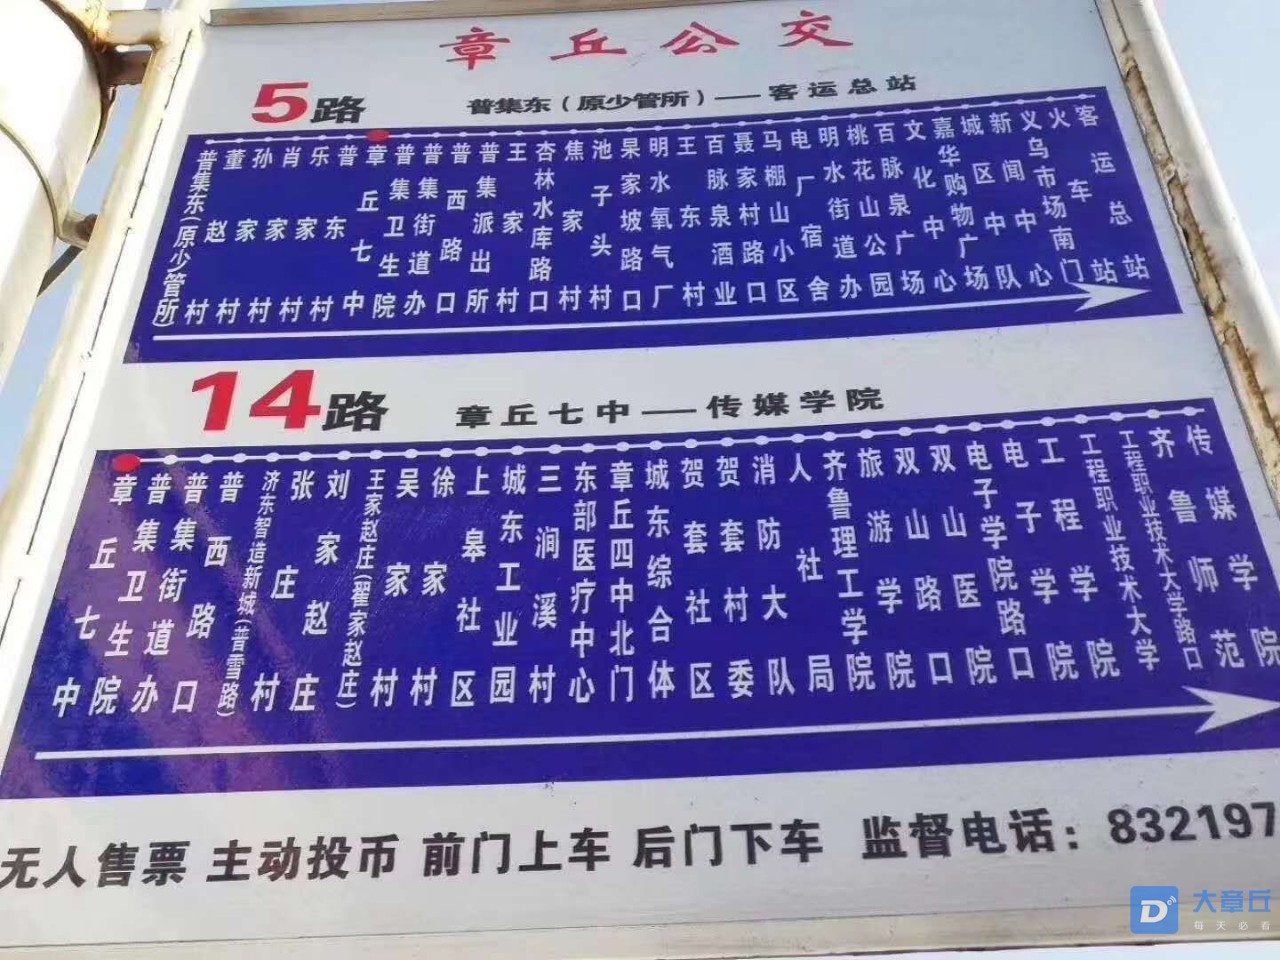 章丘公交
5路 普集东(原少管所)——客运总站
普集东(原少管所)
董赵村
孙家村
肖家村
乐家村
普东村
章丘七中
普集卫生院
普集街道办
普西路口
普集派出所
王家村
杏林水库路口
焦家村
池子头村
杲家坡路口
明水氧气厂
王东村
百脉泉酒业
聂家村路口
马棚山小区
电厂宿舍
明水街道办
桃花山公园
百脉泉广场
文化中心
嘉华购物广场
城区中队
新闻中心
义乌市场南门
火车站
客运总站
14路 章丘七中——传媒学院
章丘七中
普集卫生院
普集街道办
普西路口
济东智造新城(普雪路)
张庄村
刘家赵庄
王家赵庄(翟家赵庄)
吴家村
徐家村
上皋社区
城东工业园
三涧溪村
东部医疗中心
章丘四中北门
城东综合体
贺套社区
贺套村委
消防大队
人社局
齐鲁理工学院
旅游学院
双山路口
双山医院
电子学院路口
电子学院
工程学院
工程职业技术大学
工程职业技术大学路口
齐鲁师范
传媒学院
无人售票 主动投币 前门上车 后门下车 监督电话：832197
大章丘
每天必看